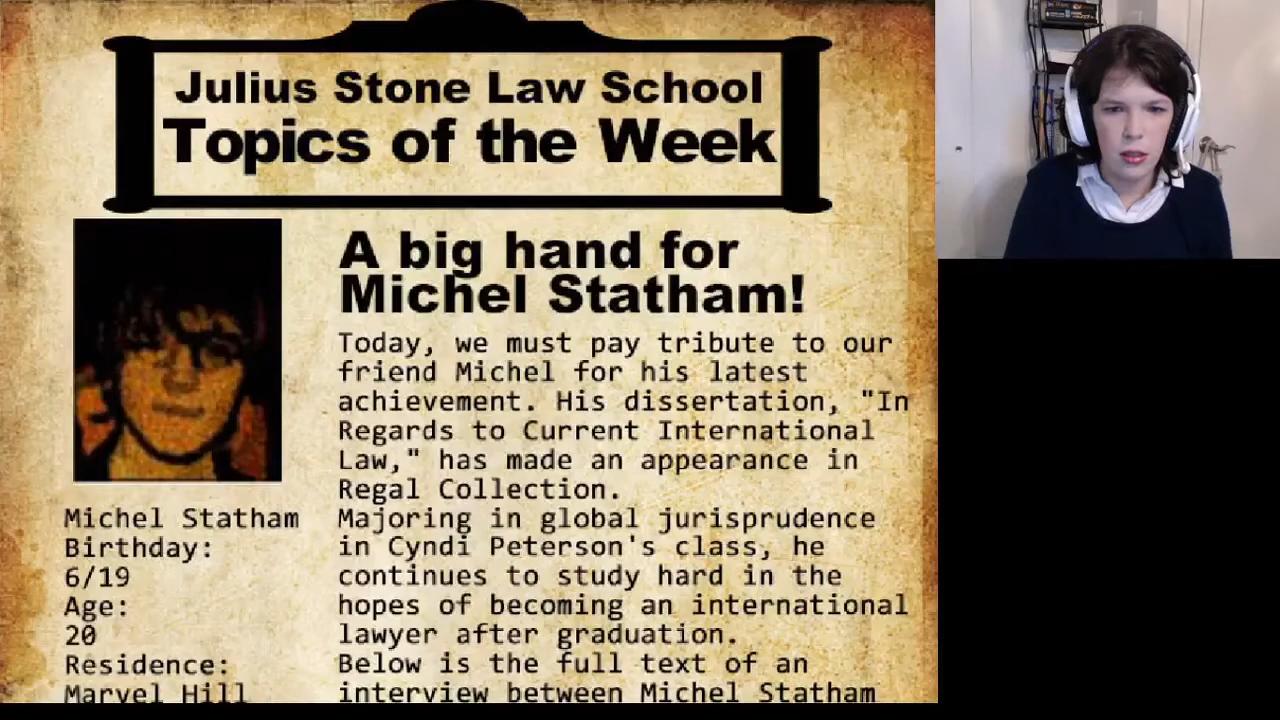 Julius Stone Law School
Topics of the Week
A big hand for
Michel Statham!
Today, we must pay tribute to our
friend Michel for his latest
achievement. His dissertation, "In
Regards to Current International
Law," has made an appearance in
Regal Collection.
Majoring in global jurisprudence
in Cyndi Peterson's class, he
continues to study hard in the
hopes of becoming an international
lawyer after graduation.
Below is the full text of an
interview between Michel Statham
Michel Statham
Birthday:
6/19
Age:
20
Residence:
Marvel Hill